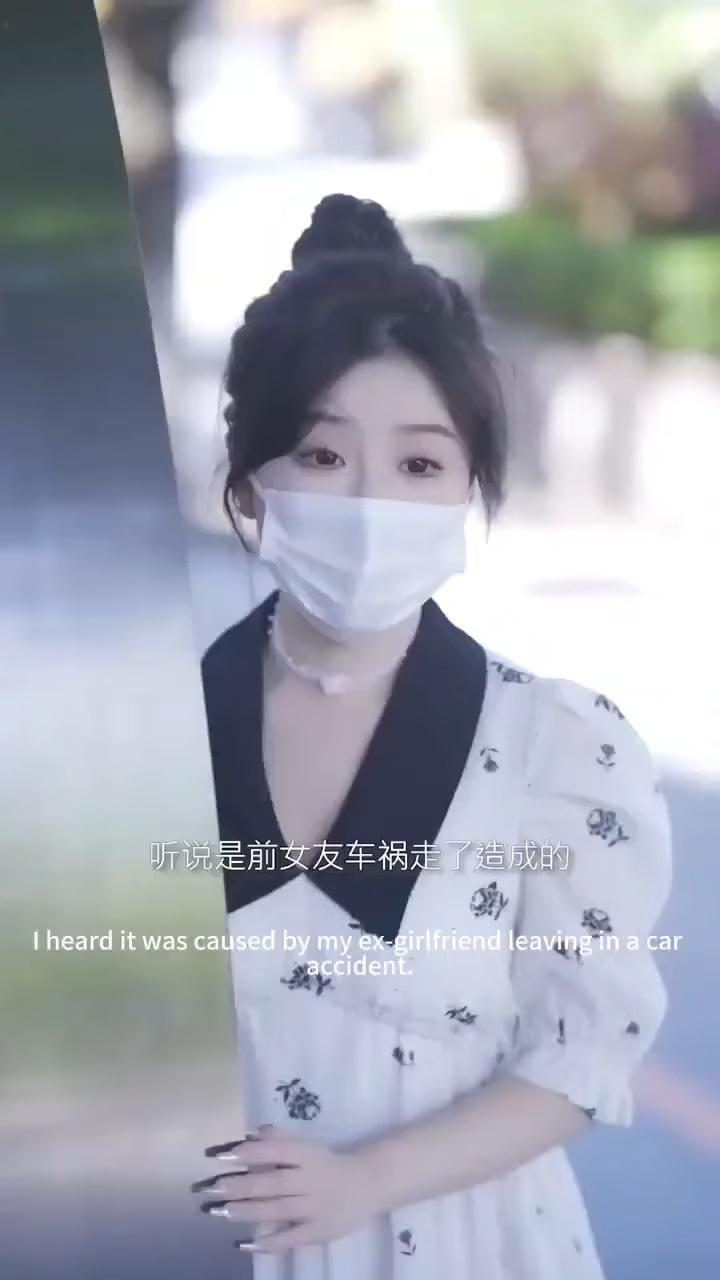 听说是前女友车祸走了造成的
I heard it was caused by my ex-girlfriend leaving in a car
accident.